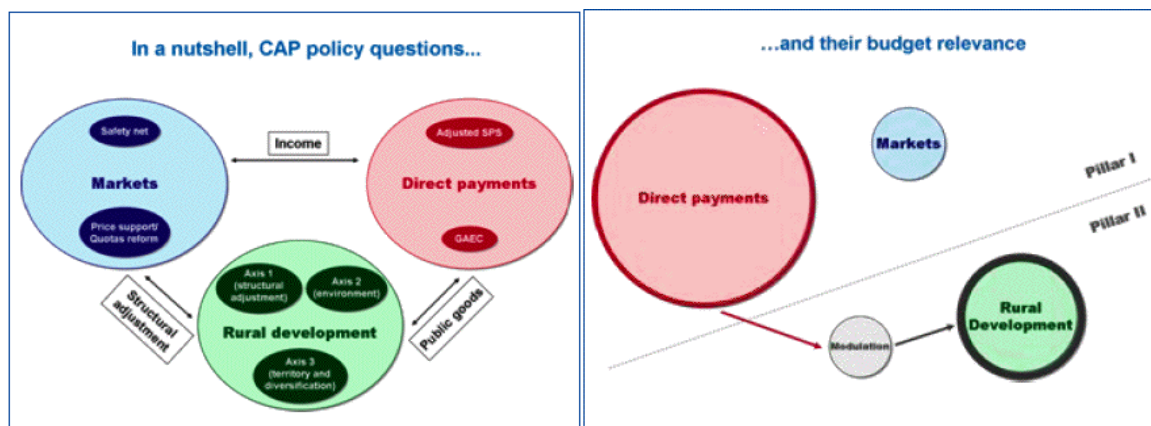 In a nutshell, CAP policy questions...
Safety net
Markets
Price support/
Quotas reform
Income
Adjusted SPS
Direct payments
GAEC
Structural
adjustment
Axis 1
(structural
adjustment)
Axis 2
(environment)
Rural development
Axis 3
(territory and
diversification)
Public goods
...and their budget relevance
Direct payments
Markets
Pillar I
Pillar II
Modulation
Rural
Development